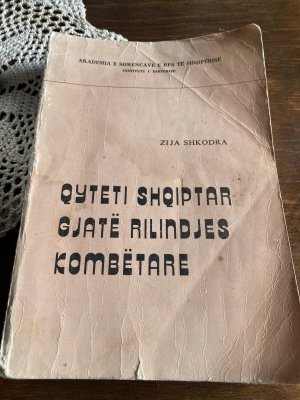 AKADEMIA E SHKENCAVE E RPS TË SHQIPËRISË
INSTITUTI I HISTORISË
ZIJA SHKODRA
QYTETI SHQIPTAR
GJATË RILINDJES
KOMBËTARE